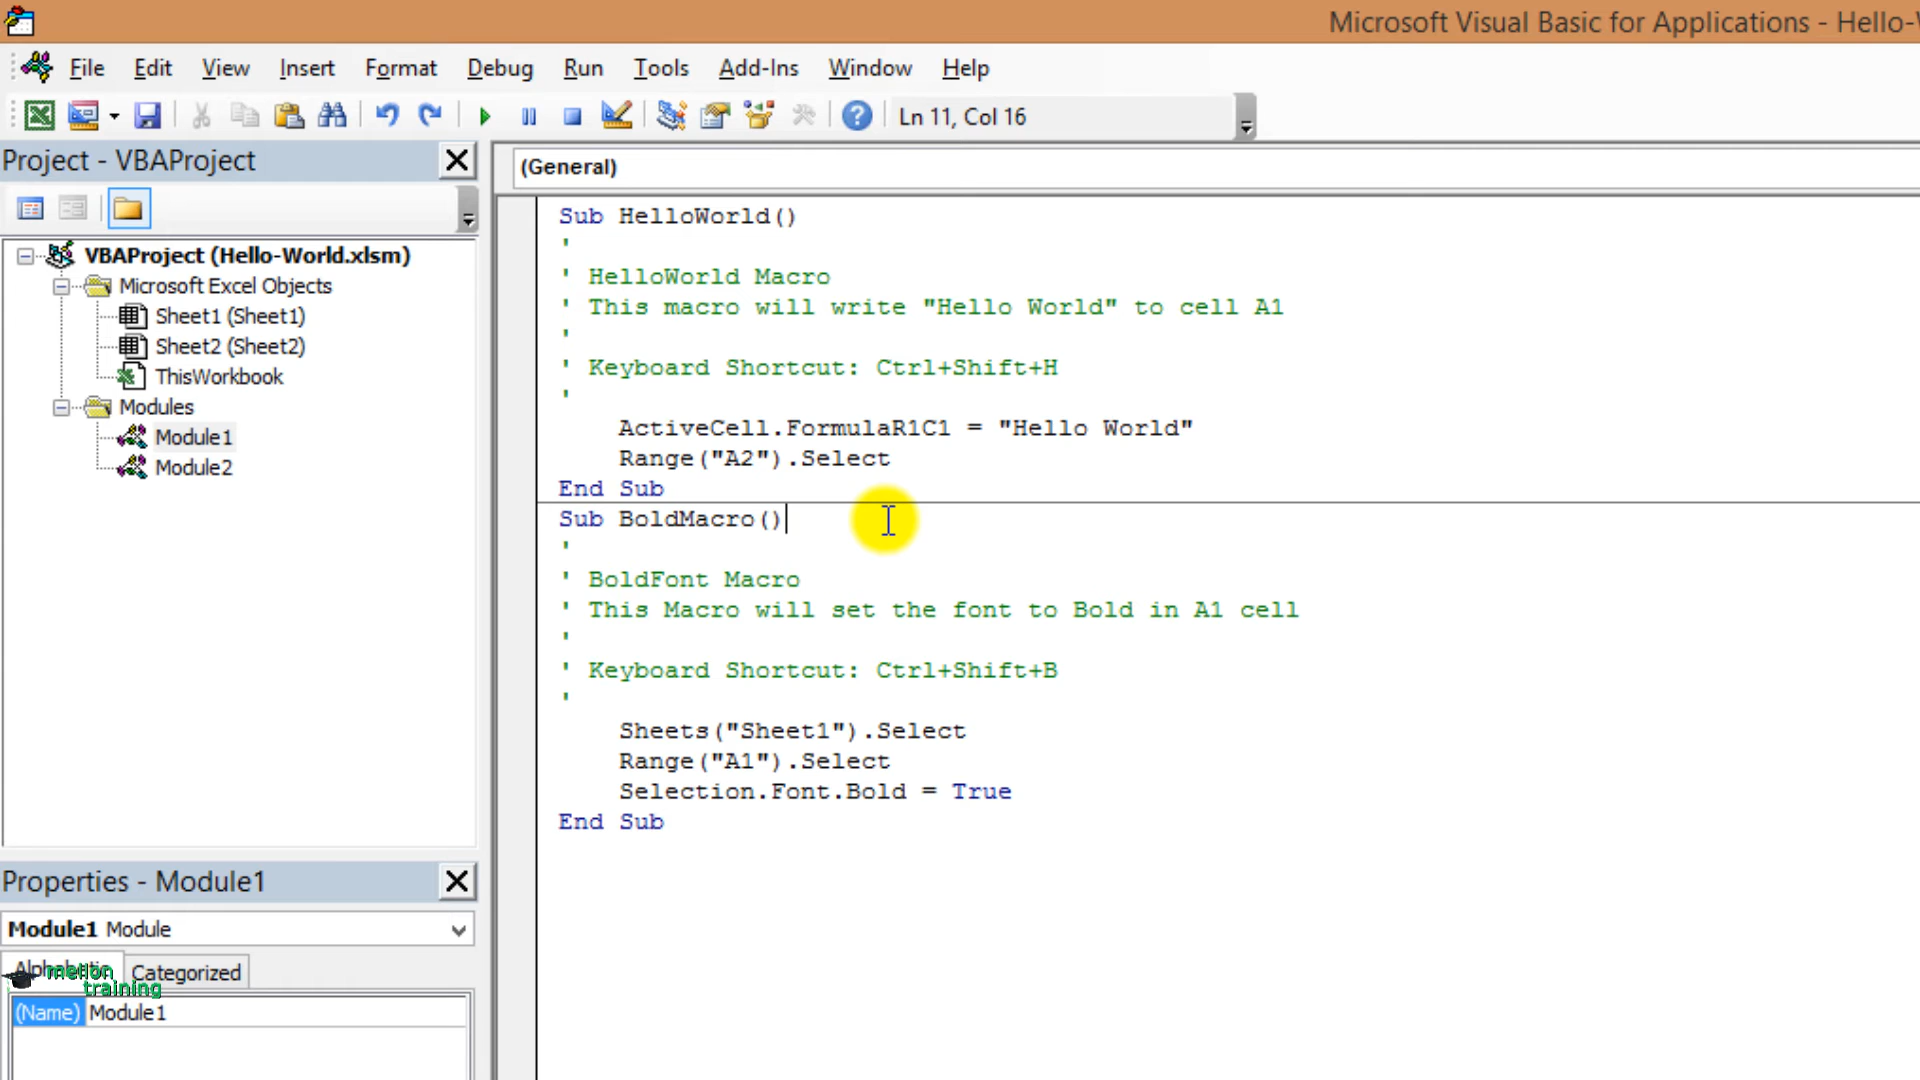 Microsoft Visual Basic for Applications - Hello-
File Edit View Insert Format Debug Run Tools Add-Ins Window Help
Ln 11, Col 16
Project - VBAProject
(General)
VBAProject (Hello-World.xlsm)
Microsoft Excel Objects
Sheet1 (Sheet1)
Sheet2 (Sheet2)
ThisWorkbook
Modules
Module1
Module2
Sub HelloWorld()
'
' HelloWorld Macro
' This macro will write "Hello World" to cell A1
'
' Keyboard Shortcut: Ctrl+Shift+H
'
ActiveCell.FormulaR1C1 = "Hello World"
Range("A2").Select
End Sub
Sub BoldMacro()
'
' BoldFont Macro
' This Macro will set the font to Bold in A1 cell
'
' Keyboard Shortcut: Ctrl+Shift+B
'
Sheets("Sheet1").Select
Range("A1").Select
Selection.Font.Bold = True
End Sub
Properties - Module1
Module1 Module
Categorized
mellon
training
(Name) Module1